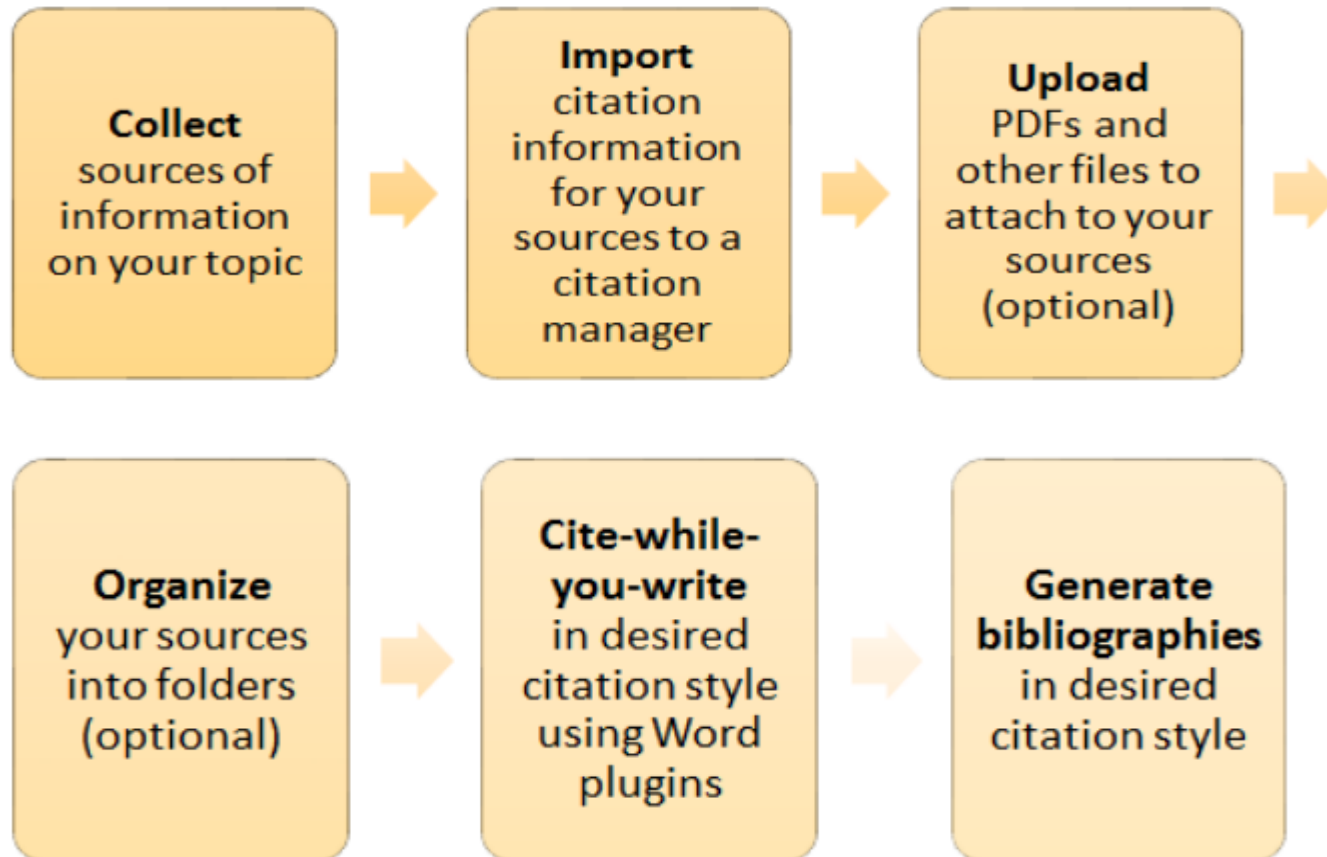 Collect
sources of
information
on your topic
Import
citation
information
for your
sources to a
citation
manager
Upload
PDFs and
other files to
attach to your
sources
(optional)
Organize
your sources
into folders
(optional)
Cite-while-
you-write
in desired
citation style
using Word
plugins
Generate
bibliographies
in desired
citation style